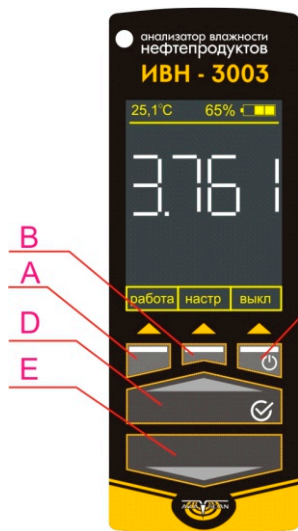 анализатор влажности
нефтепродуктов
ИВН - 3003
25,1°C 65%
3.761
B
A
работа настр выкл
D
E